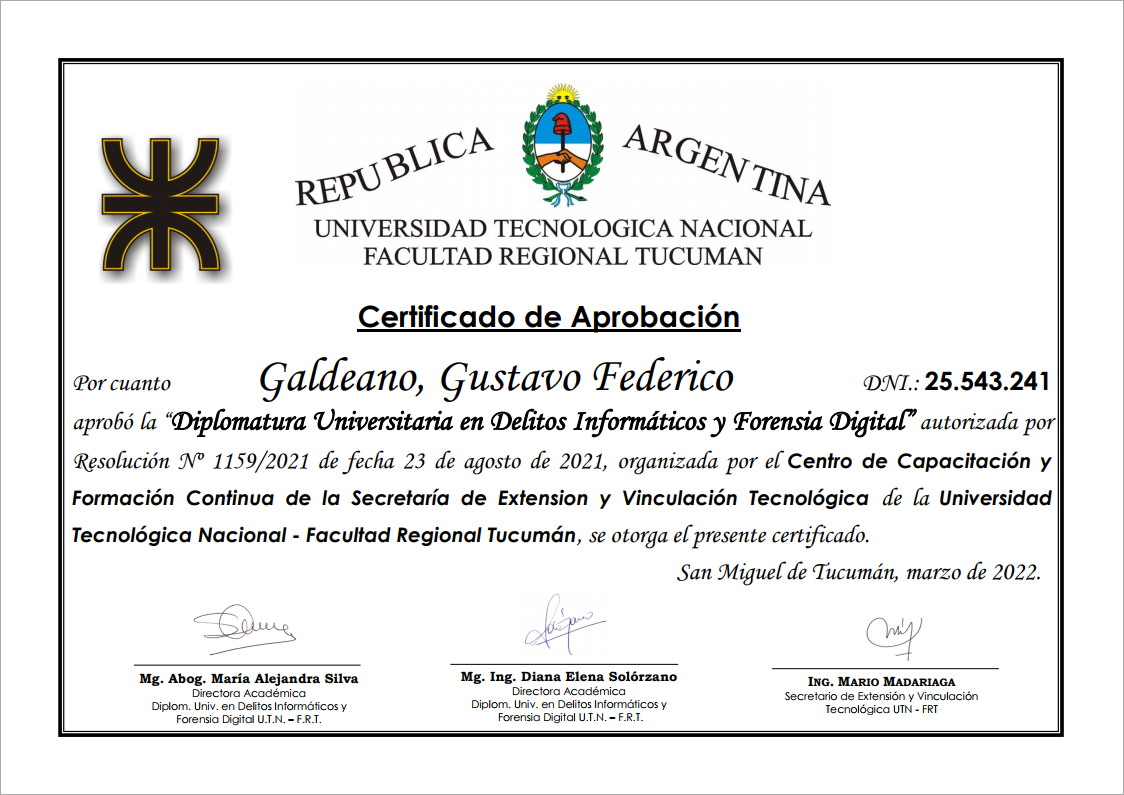 REPUBLICA ARGENTINA
UNIVERSIDAD TECNOLOGICA NACIONAL
FACULTAD REGIONAL TUCUMAN
Certificado de Aprobación
Por cuanto Galdeano, Gustavo Federico DNI.: 25.543.241
aprobó la “Diplomatura Universitaria en Delitos Informáticos y Forensia Digital” autorizada por
Resolución Nº 1159/2021 de fecha 23 de agosto de 2021, organizada por el Centro de Capacitación y
Formación Continua de la Secretaría de Extension y Vinculación Tecnológica de la Universidad
Tecnológica Nacional - Facultad Regional Tucumán, se otorga el presente certificado.
San Miguel de Tucumán, marzo de 2022.
Mg. Abog. María Alejandra Silva
Directora Académica
Diplom. Univ. en Delitos Informáticos y
Forensia Digital U.T.N. – F.R.T.
Mg. Ing. Diana Elena Solórzano
Directora Académica
Diplom. Univ. en Delitos Informáticos y
Forensia Digital U.T.N. – F.R.T.
ING. MARIO MADARIAGA
Secretario de Extensión y Vinculación
Tecnológica UTN - FRT